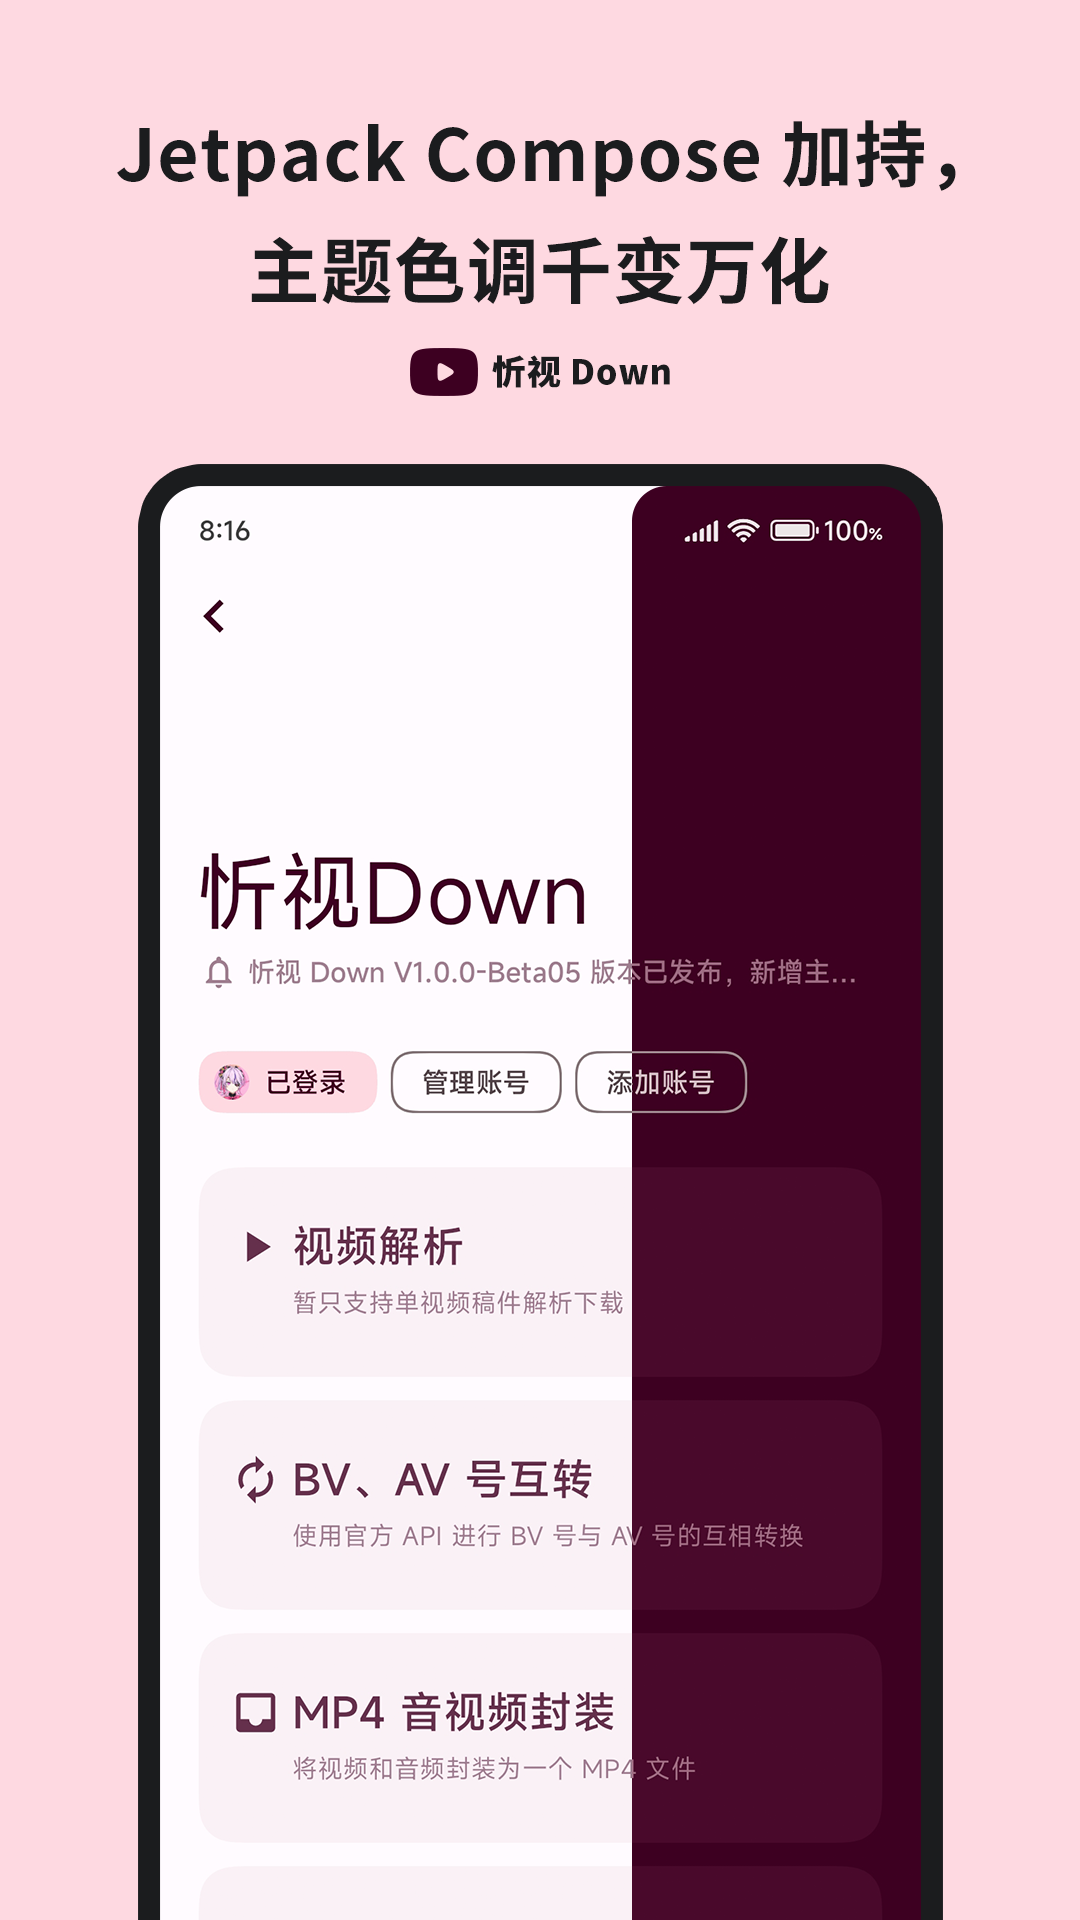 Jetpack Compose 加持，
主题色调千变万化
忻视 Down
8:16
100%
忻视Down
忻视 Down V1.0.0-Beta05 版本已发布，新增主...
已登录
管理账号
添加账号
视频解析
暂只支持单视频稿件解析下载
BV、AV 号互转
使用官方 API 进行 BV 号与 AV 号的互相转换
MP4 音视频封装
将视频和音频封装为一个 MP4 文件